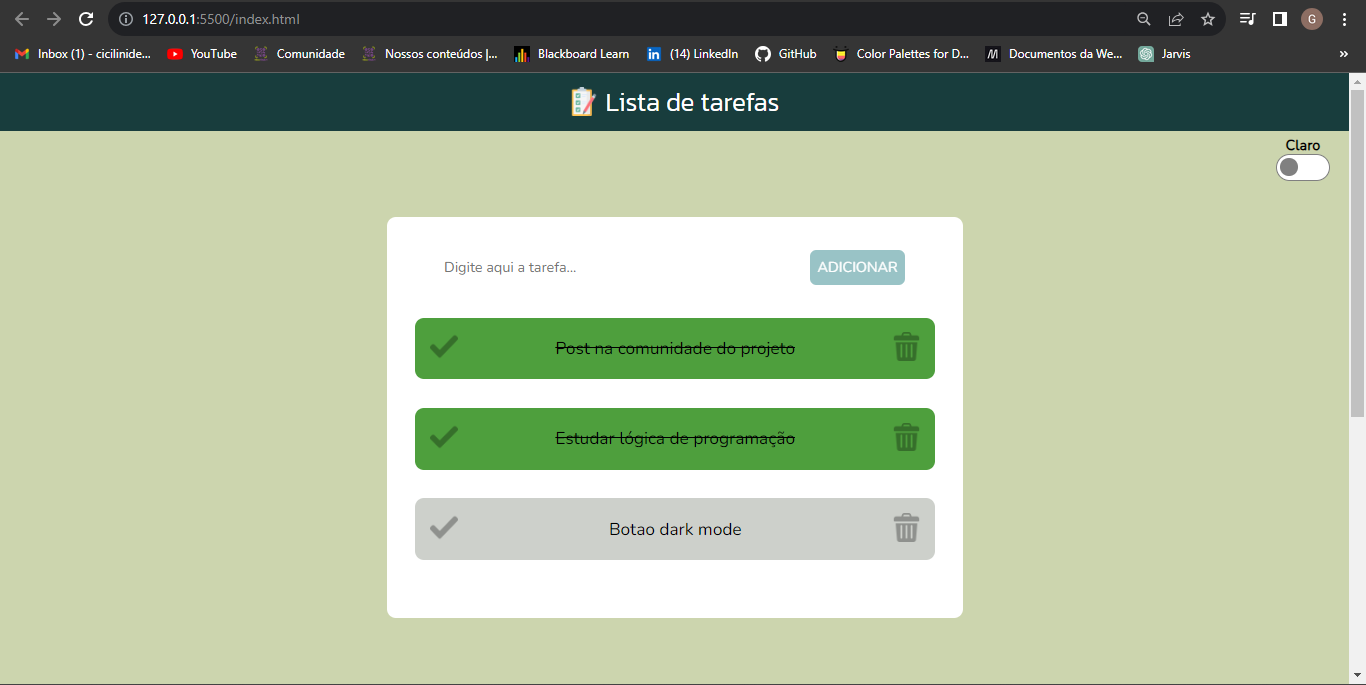 127.0.0.1:5500/index.html
G
Inbox (1) - cicilinide... YouTube Comunidade Nossos conteúdos |... Blackboard Learn (14) LinkedIn GitHub Color Palettes for D... Documentos da We... Jarvis »
Lista de tarefas
Claro
Digite aqui a tarefa... ADICIONAR
Post na comunidade do projeto
Estudar lógica de programação
Botao dark mode